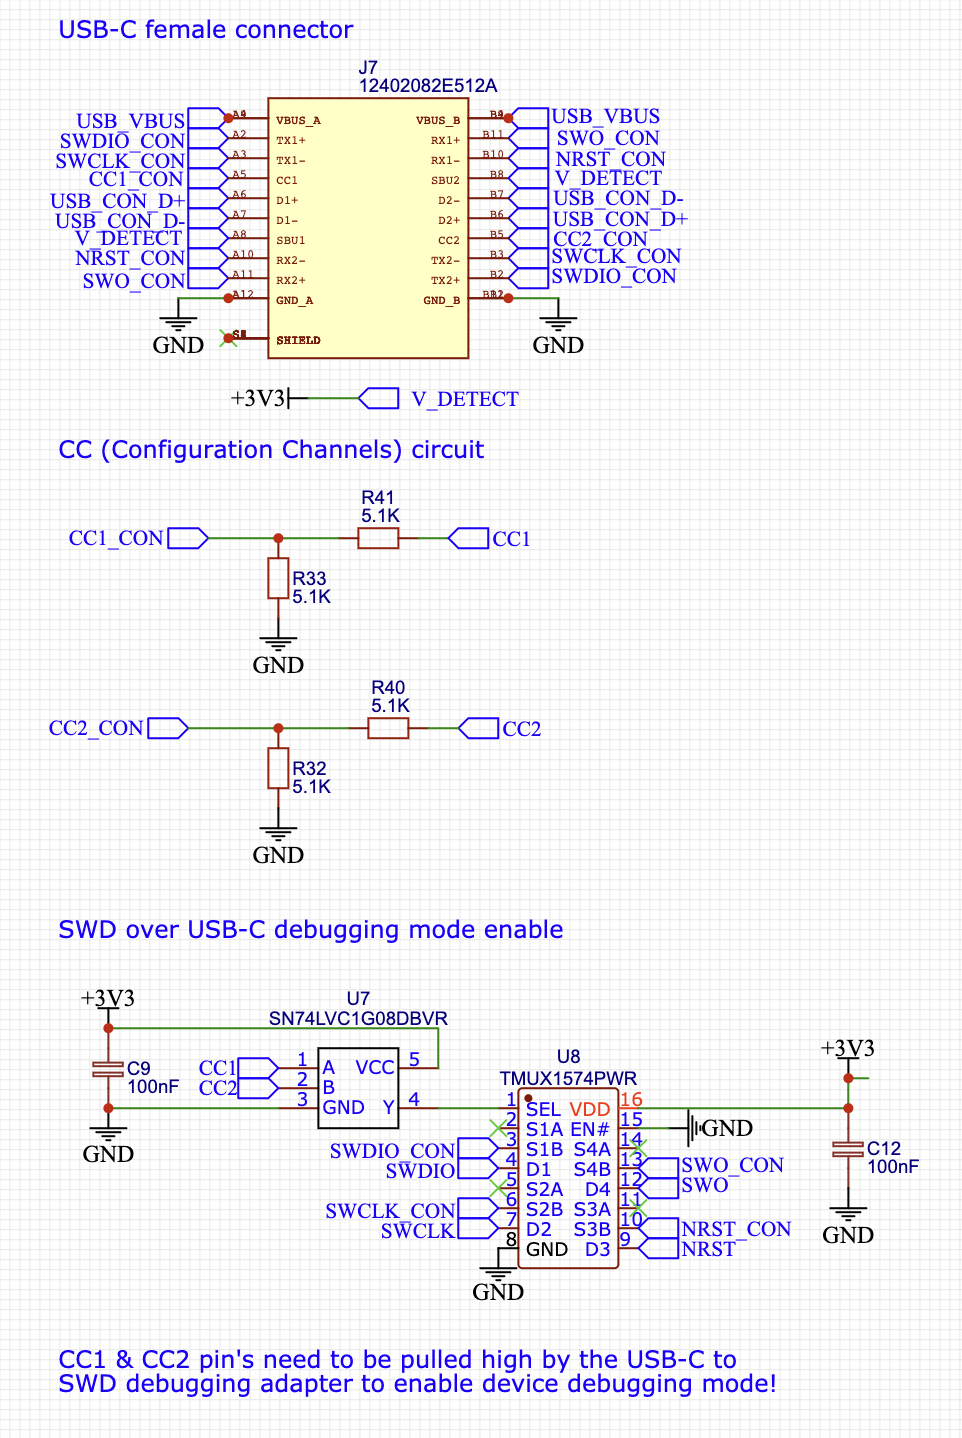 USB-C female connector
J7
12402082E512A
USB_VBUS
SWDIO_CON
SWCLK_CON
CC1_CON
USB_CON_D+
USB_CON_D-
V_DETECT
NRST_CON
SWO_CON
A2
A3
A5
A6
A7
A8
A10
A11
A12
VBUS_A
TX1+
TX1-
CC1
D1+
D1-
SBU1
RX2-
RX2+
GND_A
SHIELD
VBUS_B
RX1+
RX1-
SBU2
D2-
D2+
CC2
TX2-
TX2+
GND_B
B11
B10
B8
B7
B6
B5
B3
B2
USB_VBUS
SWO_CON
NRST_CON
V_DETECT
USB_CON_D-
USB_CON_D+
CC2_CON
SWCLK_CON
SWDIO_CON
GND
GND
+3V3
V_DETECT
CC (Configuration Channels) circuit
R41
5.1K
CC1_CON
CC1
R33
5.1K
GND
R40
5.1K
CC2_CON
CC2
R32
5.1K
GND
SWD over USB-C debugging mode enable
+3V3
C9
100nF
GND
U7
SN74LVC1G08DBVR
CC1
CC2
1 A VCC 5
2 B
3 GND Y 4
U8
TMUX1574PWR
1 SEL VDD 16
2 S1A EN# 15
3 S1B S4A 14
4 D1 S4B 13
5 S2A D4 12
6 S2B S3A 11
7 D2 S3B 10
8 GND D3 9
SWDIO_CON
SWDIO
SWCLK_CON
SWCLK
GND
GND
SWO_CON
SWO
NRST_CON
NRST
+3V3
C12
100nF
GND
CC1 & CC2 pin's need to be pulled high by the USB-C to
SWD debugging adapter to enable device debugging mode!